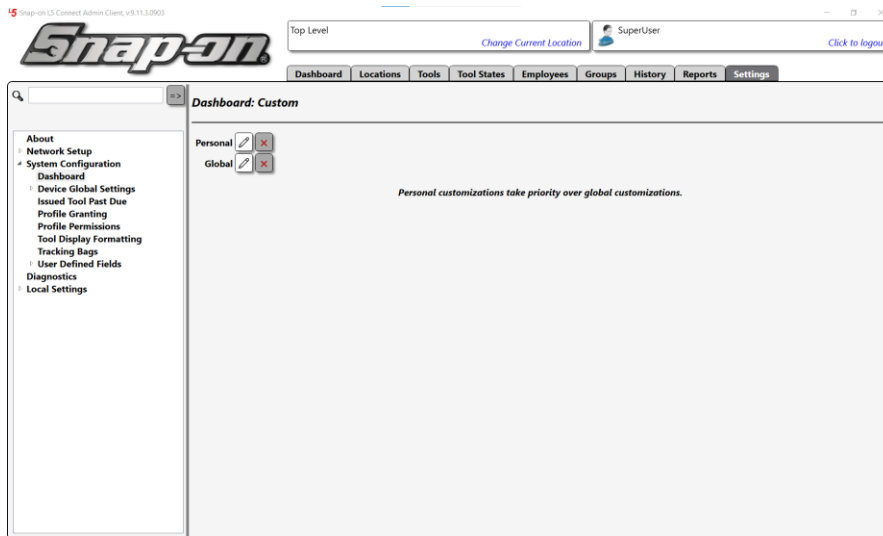 L5 Snap-on L5 Connect Admin Client, v:9.11.3.0903
Snap-on
Top Level
Change Current Location
SuperUser
Click to logou
Dashboard Locations Tools Tool States Employees Groups History Reports Settings
=>
Dashboard: Custom
About
Network Setup
System Configuration
Dashboard
Device Global Settings
Issued Tool Past Due
Profile Granting
Profile Permissions
Tool Display Formatting
Tracking Bags
User Defined Fields
Diagnostics
Local Settings
Personal
Global
Personal customizations take priority over global customizations.